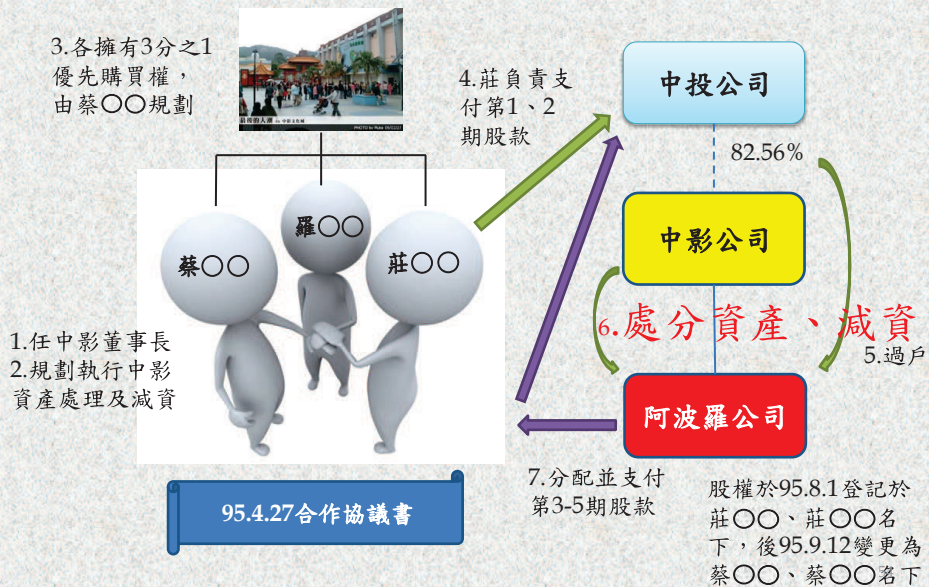 3.各擁有3分之1
優先購買權，
由蔡〇〇規劃
4.莊負責支
付第1、2
期股款
中投公司
82.56%
羅〇〇
蔡〇〇
莊〇〇
中影公司
1.任中影董事長
2.規劃執行中影
資產處理及減資
6.處分資產、減資
5.過戶
阿波羅公司
7.分配並支付
第3-5期股款
95.4.27合作協議書
股權於95.8.1登記於
莊〇〇、莊〇〇名
下，後95.9.12變更為
蔡〇〇、蔡〇〇名下